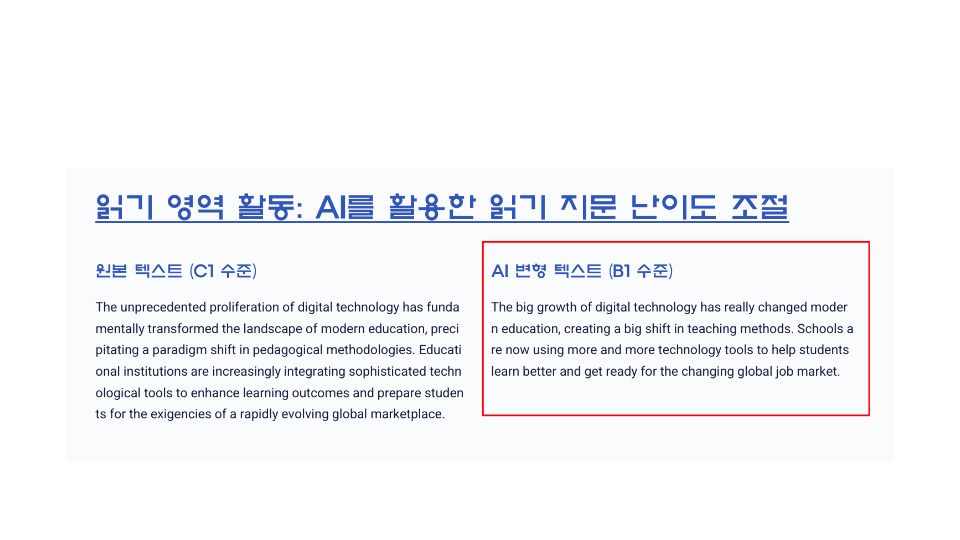 읽기 영역 활동: AI를 활용한 읽기 지문 난이도 조절
원본 텍스트 (C1 수준)
The unprecedented proliferation of digital technology has funda
mentally transformed the landscape of modern education, preci
pitating a paradigm shift in pedagogical methodologies. Educati
onal institutions are increasingly integrating sophisticated techn
ological tools to enhance learning outcomes and prepare studen
ts for the exigencies of a rapidly evolving global marketplace.
AI 변형 텍스트 (B1 수준)
The big growth of digital technology has really changed moder
n education, creating a big shift in teaching methods. Schools a
re now using more and more technology tools to help students
learn better and get ready for the changing global job market.